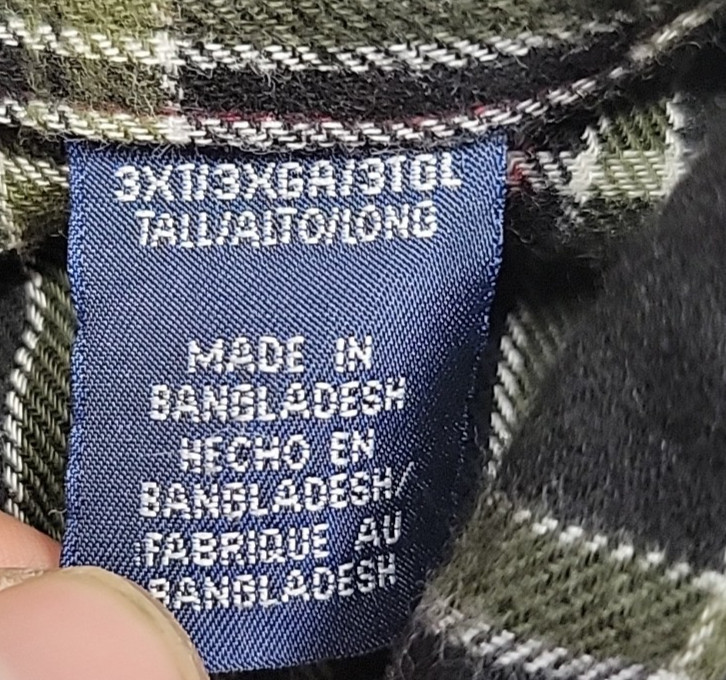 3XT/3XGA/3TGL
TALL/ALTO/LONG
MADE IN
BANGLADESH
HECHO EN
BANGLADESH/
FABRIQUE AU
BANGLADESH